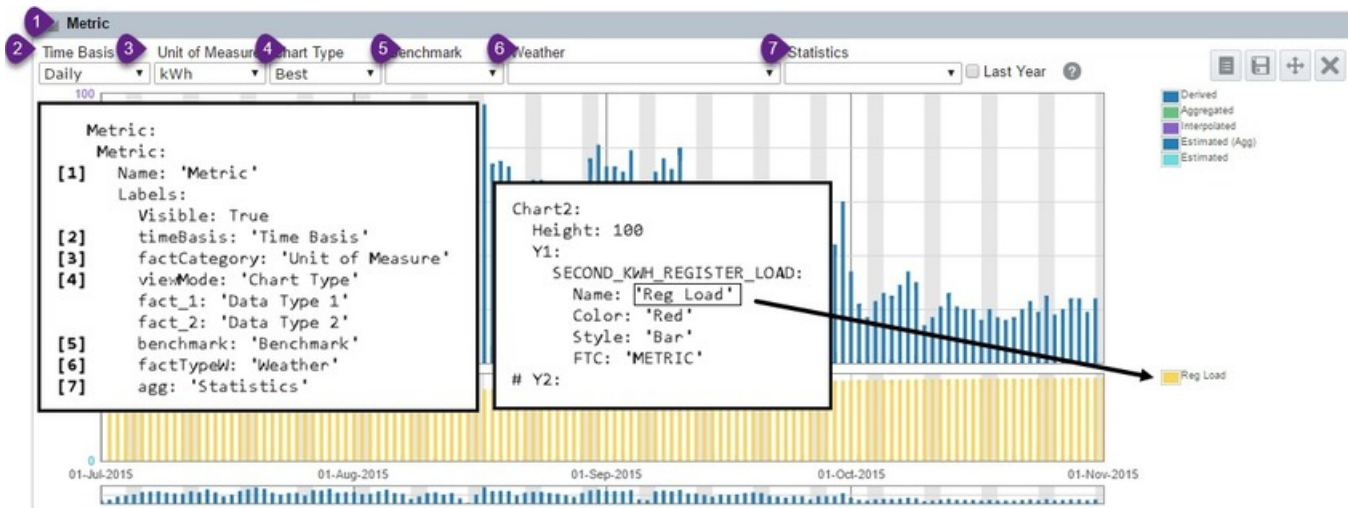 1 Metric
2 Time Basis 3 Unit of Measure 4 Chart Type 5 Benchmark 6 Weather 7 Statistics
Daily kWh Best Last Year ?
100
Derived
Aggregated
Interpolated
Estimated (Agg)
Estimated
Metric:
Metric:
[1] Name: 'Metric'
Labels:
Visible: True
[2] timeBasis: 'Time Basis'
[3] factCategory: 'Unit of Measure'
[4] viewMode: 'Chart Type'
fact_1: 'Data Type 1'
fact_2: 'Data Type 2'
[5] benchmark: 'Benchmark'
[6] factTypeW: 'Weather'
[7] agg: 'Statistics'
Chart2:
Height: 100
Y1:
SECOND_KWH_REGISTER_LOAD:
Name: 'Reg Load'
Color: 'Red'
Style: 'Bar'
FTC: 'METRIC'
# Y2:
Reg Load
0
01-Jul-2015 01-Aug-2015 01-Sep-2015 01-Oct-2015 01-Nov-2015